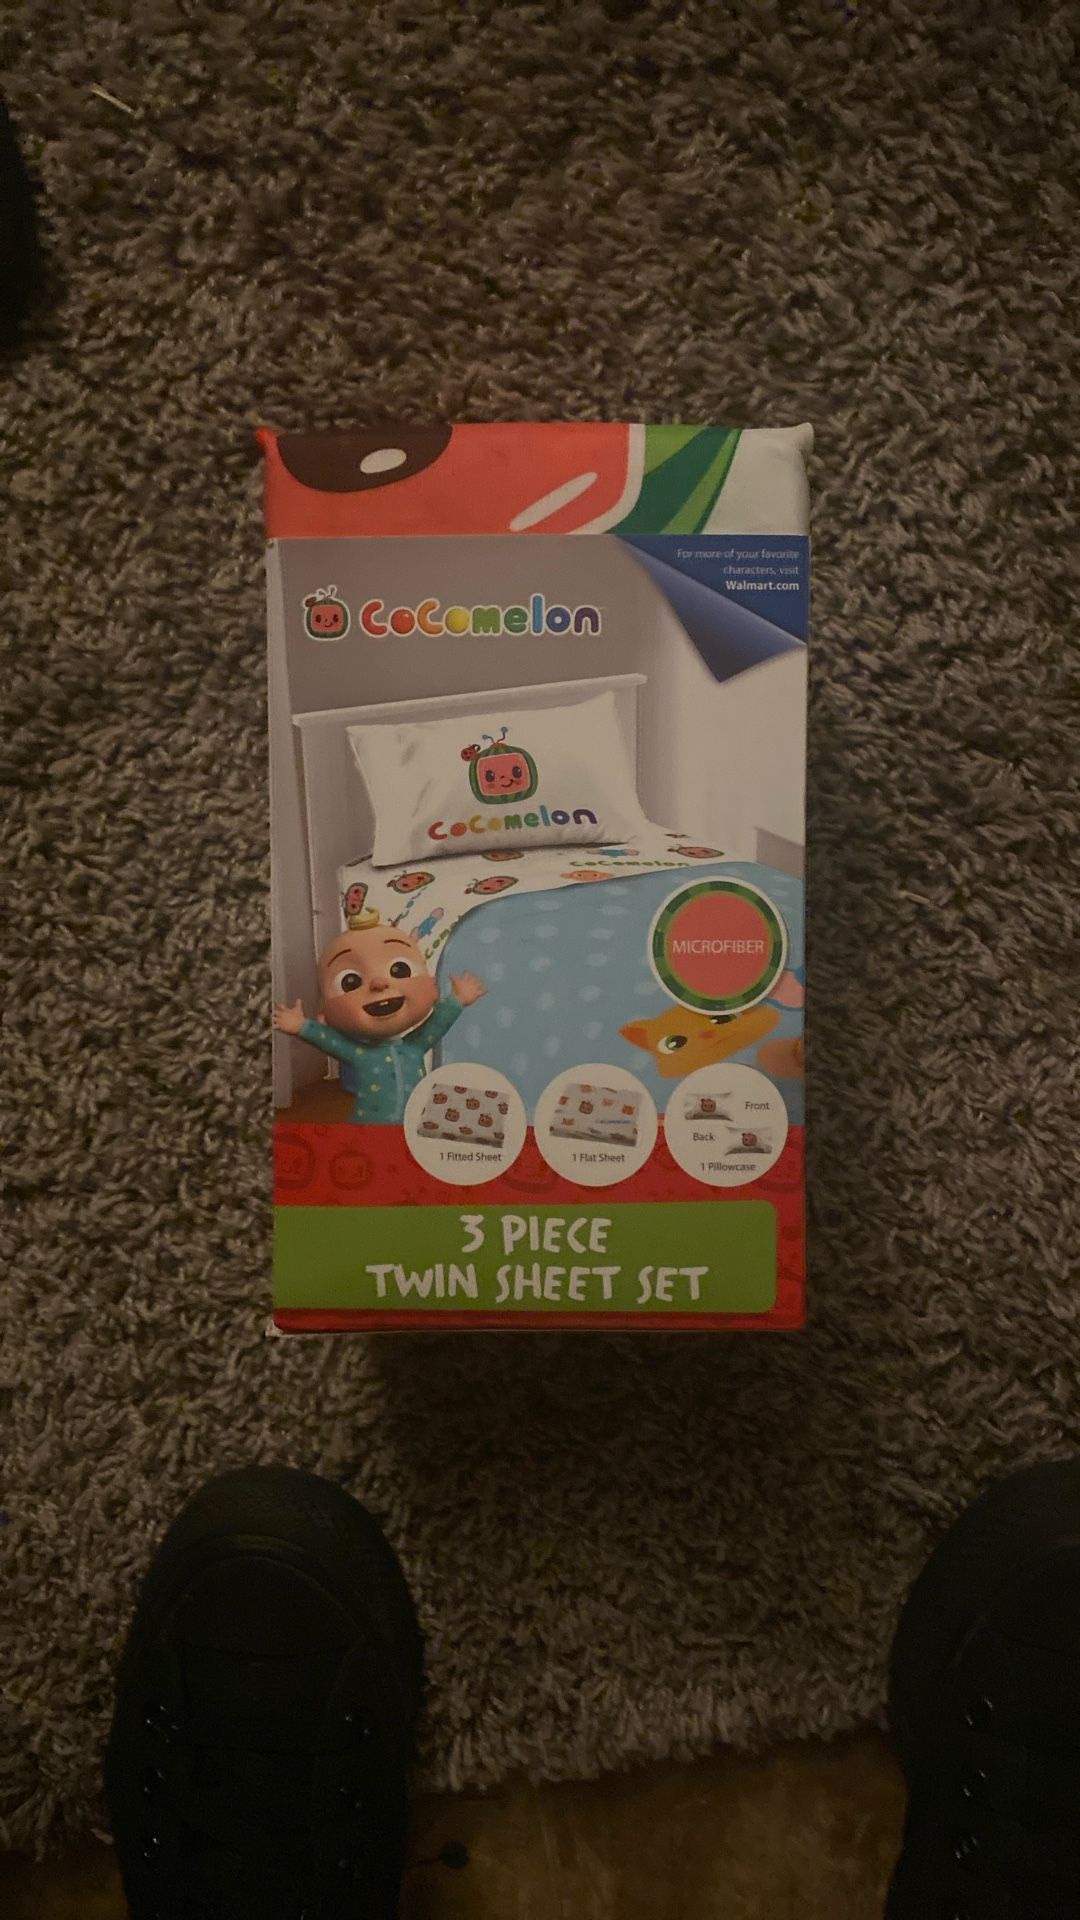 For more of your favorite
characters, visit
Walmart.com
CoComelon
CoComelon
CoComelon
MICROFIBER
1 Fitted Sheet
1 Flat Sheet
Front
Back
1 Pillowcase
3 PIECE
TWIN SHEET SET